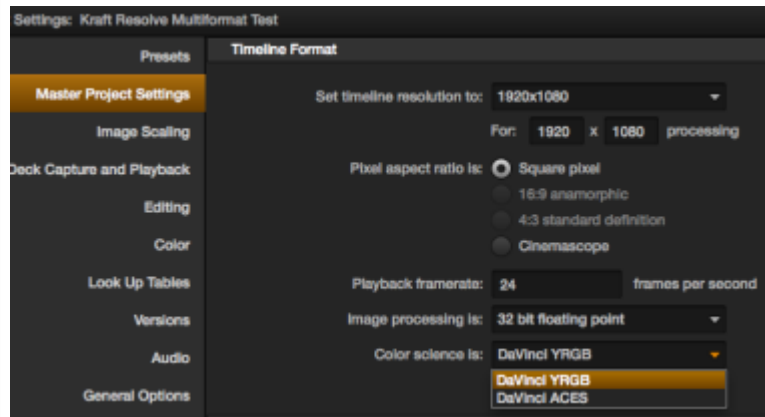 Settings: Kraft Resolve Multiformat Test
Presets
Master Project Settings
Image Scaling
Deck Capture and Playback
Editing
Color
Look Up Tables
Versions
Audio
General Options
Timeline Format
Set timeline resolution to: 1920x1080
For: 1920 x 1080 processing
Pixel aspect ratio is: Square pixel
16:9 anamorphic
4:3 standard definition
Cinemascope
Playback framerate: 24 frames per second
Image processing is: 32 bit floating point
Color science is: DaVinci YRGB
DaVinci YRGB
DaVinci ACES